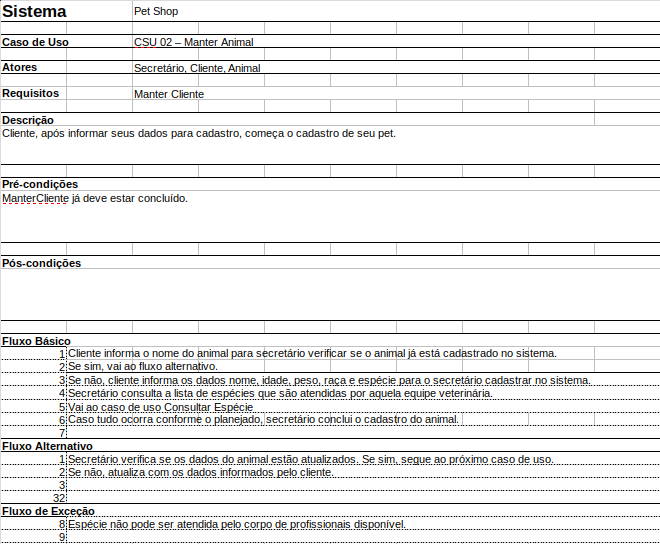 Sistema Pet Shop
Caso de Uso CSU 02 – Manter Animal
Atores Secretário, Cliente, Animal
Requisitos Manter Cliente
Descrição
Cliente, após informar seus dados para cadastro, começa o cadastro de seu pet.
Pré-condições
ManterCliente já deve estar concluído.
Pós-condições
Fluxo Básico
1 Cliente informa o nome do animal para secretário verificar se o animal já está cadastrado no sistema.
2 Se sim, vai ao fluxo alternativo.
3 Se não, cliente informa os dados nome, idade, peso, raça e espécie para o secretário cadastrar no sistema.
4 Secretário consulta a lista de espécies que são atendidas por aquela equipe veterinária.
5 Vai ao caso de uso Consultar Espécie
6 Caso tudo ocorra conforme o planejado, secretário conclui o cadastro do animal.
7
Fluxo Alternativo
1 Secretário verifica se os dados do animal estão atualizados. Se sim, segue ao próximo caso de uso.
2 Se não, atualiza com os dados informados pelo cliente.
3
32
Fluxo de Exceção
8 Espécie não pode ser atendida pelo corpo de profissionais disponível.
9